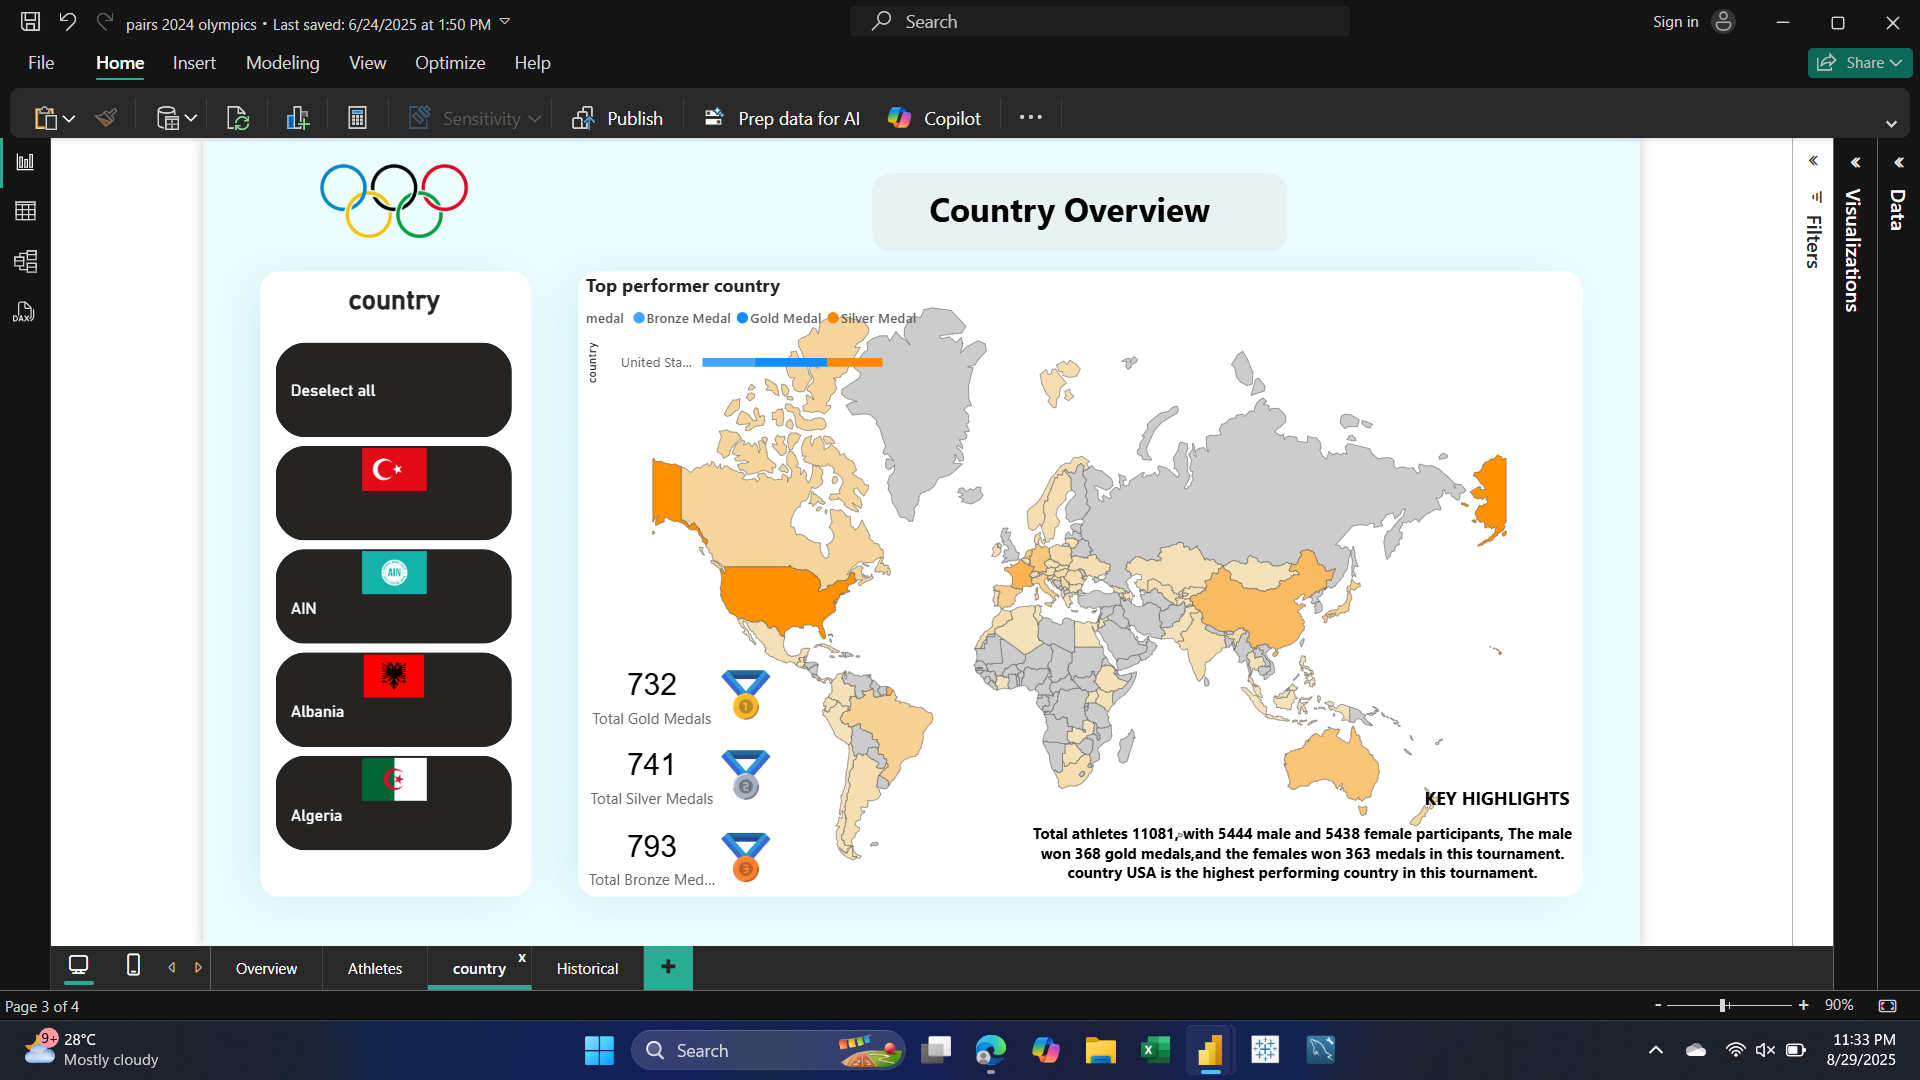 pairs 2024 olympics • Last saved: 6/24/2025 at 1:50 PM
Search
Sign in
File
Home
Insert
Modeling
View
Optimize
Help
Share
Sensitivity
Publish
Prep data for AI
Copilot
Country Overview
country
Deselect all
AIN
AIN
Albania
Algeria
Top performer country
medal Bronze Medal Gold Medal Silver Medal
country
United Sta...
732
Total Gold Medals
1
741
Total Silver Medals
2
793
Total Bronze Med...
3
KEY HIGHLIGHTS
Total athletes 11081, with 5444 male and 5438 female participants, The male
won 368 gold medals,and the females won 363 medals in this tournament.
country USA is the highest performing country in this tournament.
Filters
Visualizations
Data
DAX
Overview
Athletes
country
x
Historical
+
Page 3 of 4
- + 90%
9+
28°C
Mostly cloudy
Search
11:33 PM
8/29/2025